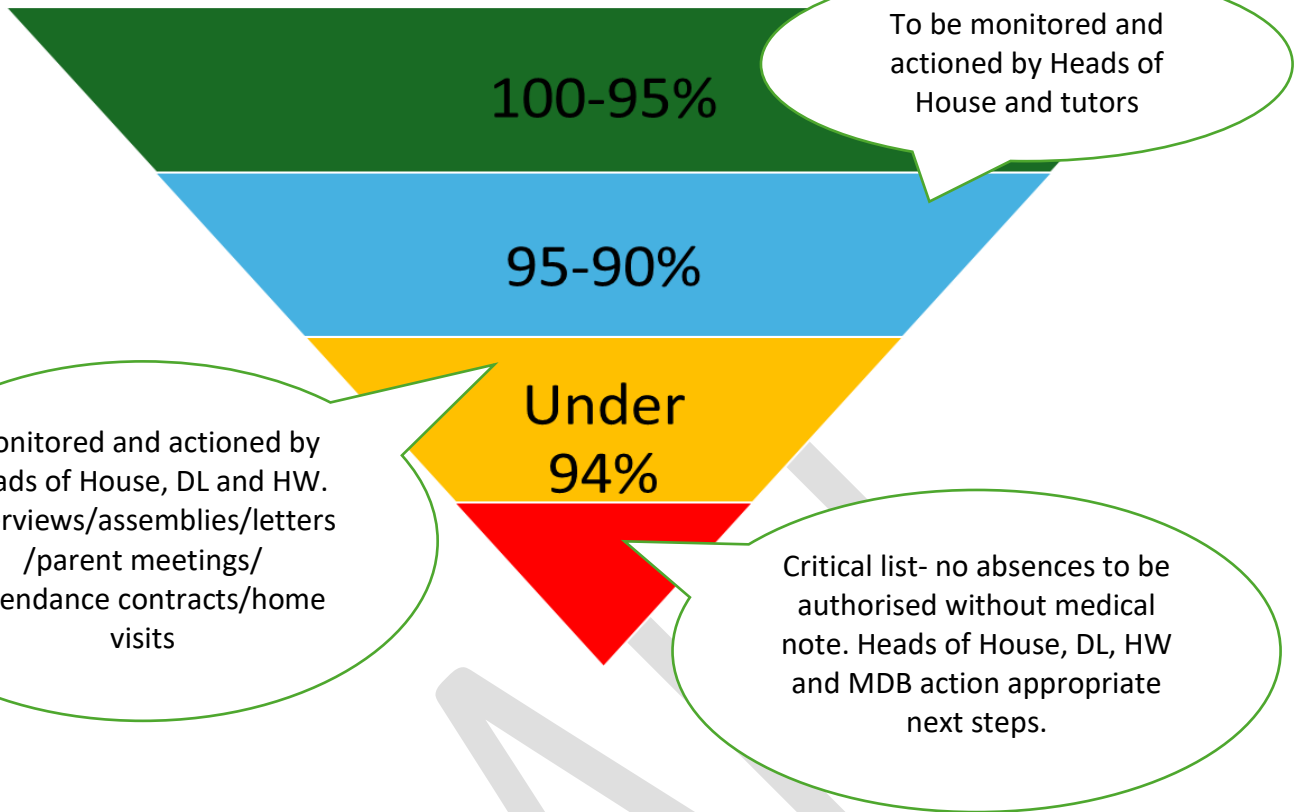 To be monitored and
actioned by Heads of
House and tutors
100-95%
95-90%
Under
94%
onitored and actioned by
ads of House, DL and HW.
rviews/assemblies/letters
/parent meetings/
endance contracts/home
visits
Critical list- no absences to be
authorised without medical
note. Heads of House, DL, HW
and MDB action appropriate
next steps.